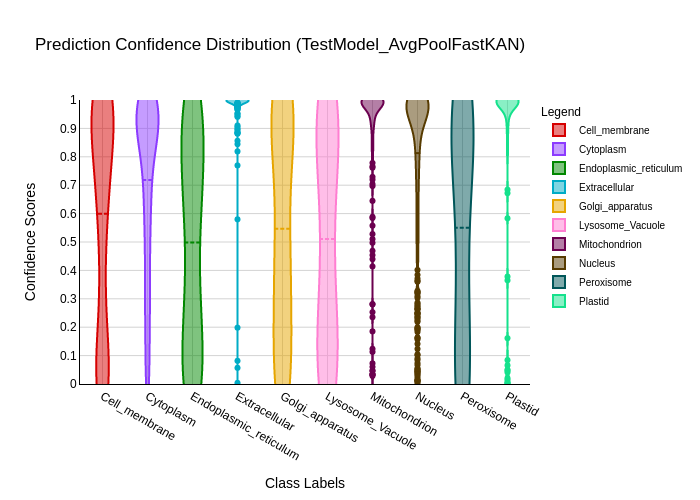 Prediction Confidence Distribution (TestModel_AvgPoolFastKAN)
Legend
Cell_membrane
Cytoplasm
Endoplasmic_reticulum
Extracellular
Golgi_apparatus
Lysosome_Vacuole
Mitochondrion
Nucleus
Peroxisome
Plastid
Confidence Scores
1
0.9
0.8
0.7
0.6
0.5
0.4
0.3
0.2
0.1
0
Cell_membrane
Cytoplasm
Endoplasmic_reticulum
Extracellular
Golgi_apparatus
Lysosome_Vacuole
Mitochondrion
Nucleus
Peroxisome
Plastid
Class Labels